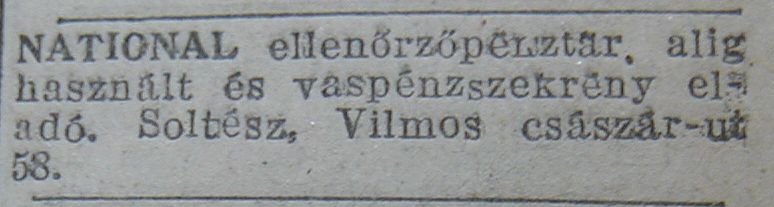 NATIONAL ellenőrzőpénztár, alig
használt és vaspénzszekrény el-
adó. Soltész, Vilmos császár-ut
58.